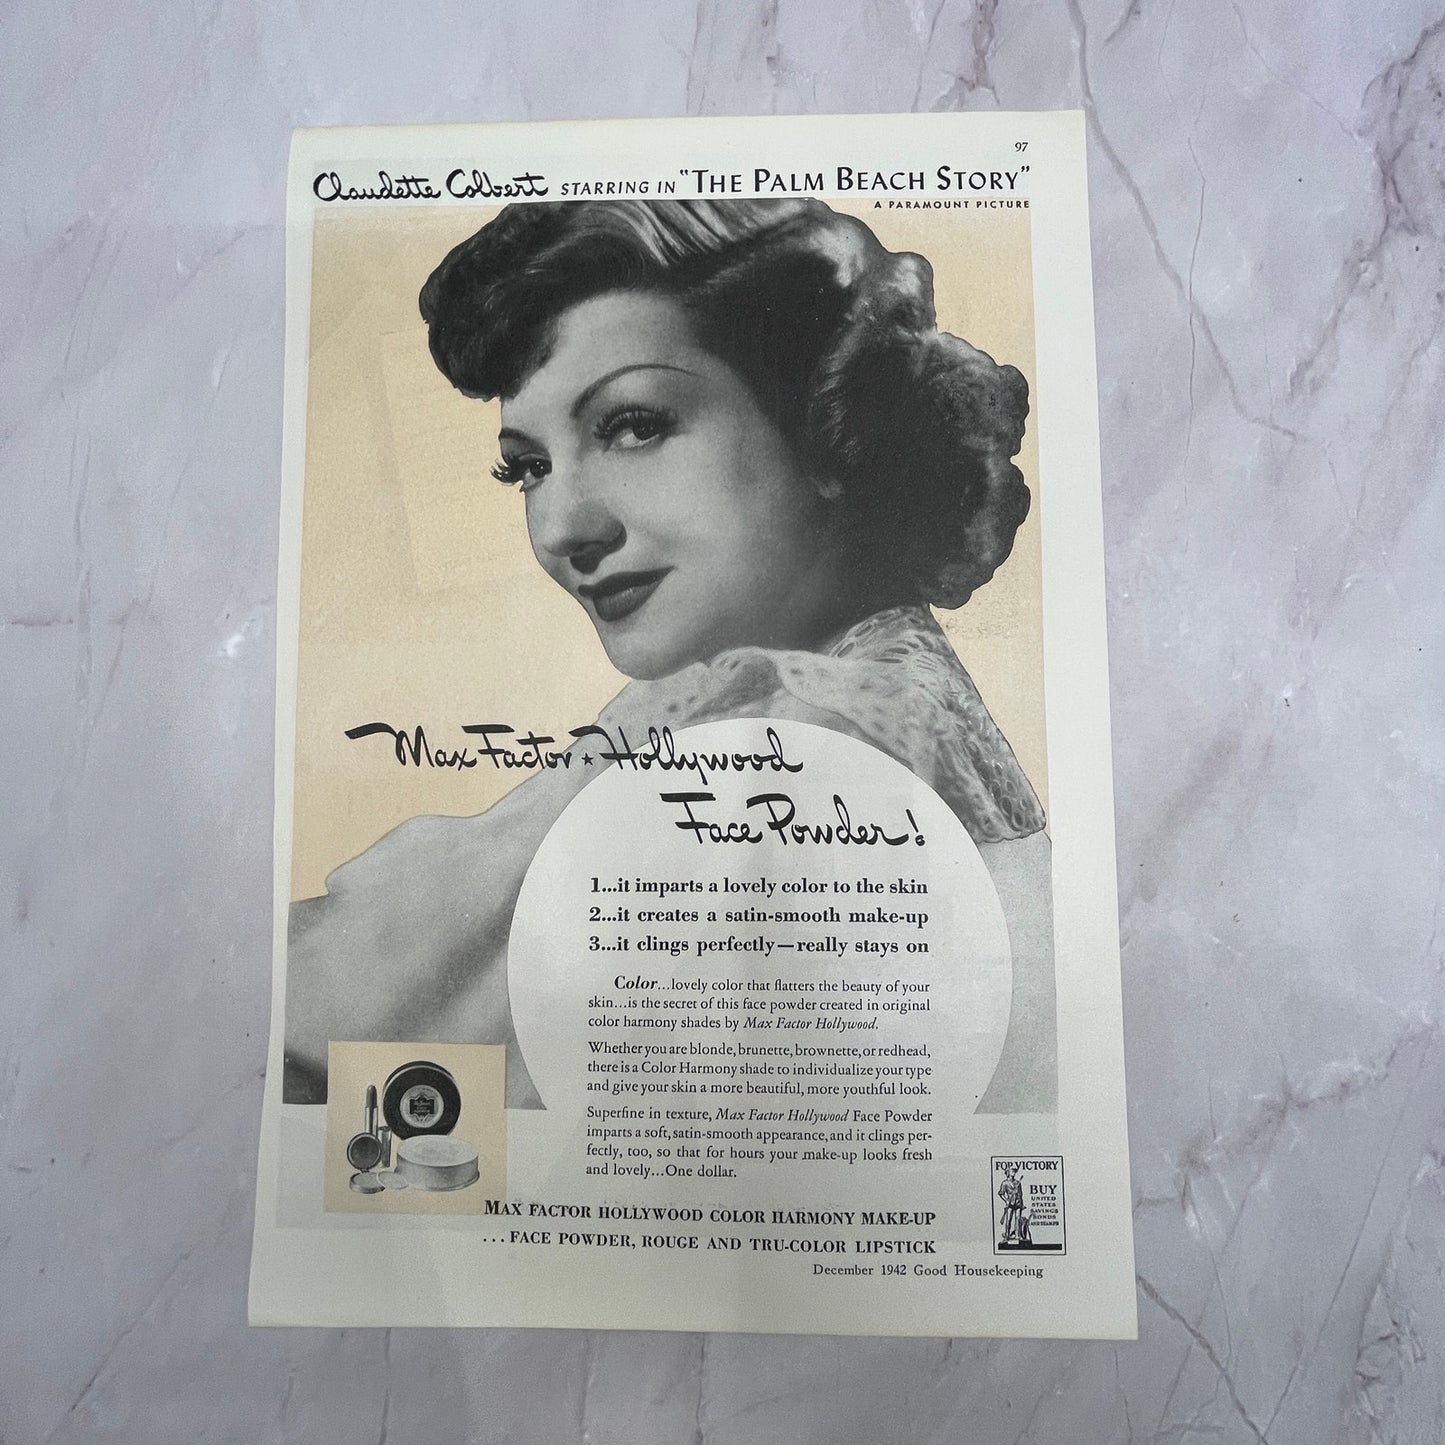 97
Claudette Colbert STARRING IN "THE PALM BEACH STORY"
A PARAMOUNT PICTURE
Max Factor ★ Hollywood
Face Powder!
1...it imparts a lovely color to the skin
2...it creates a satin-smooth make-up
3...it clings perfectly—really stays on
Color...lovely color that flatters the beauty of your
skin...is the secret of this face powder created in original
color harmony shades by Max Factor Hollywood.
Whether you are blonde, brunette, brownette, or redhead,
there is a Color Harmony shade to individualize your type
and give your skin a more beautiful, more youthful look.
Superfine in texture, Max Factor Hollywood Face Powder
imparts a soft, satin-smooth appearance, and it clings per-
fectly, too, so that for hours your make-up looks fresh
and lovely...One dollar.
MAX FACTOR HOLLYWOOD COLOR HARMONY MAKE-UP
...FACE POWDER, ROUGE AND TRU-COLOR LIPSTICK
FOR VICTORY
BUY
UNITED
STATES
SAVINGS
BONDS
AND STAMPS
December 1942 Good Housekeeping